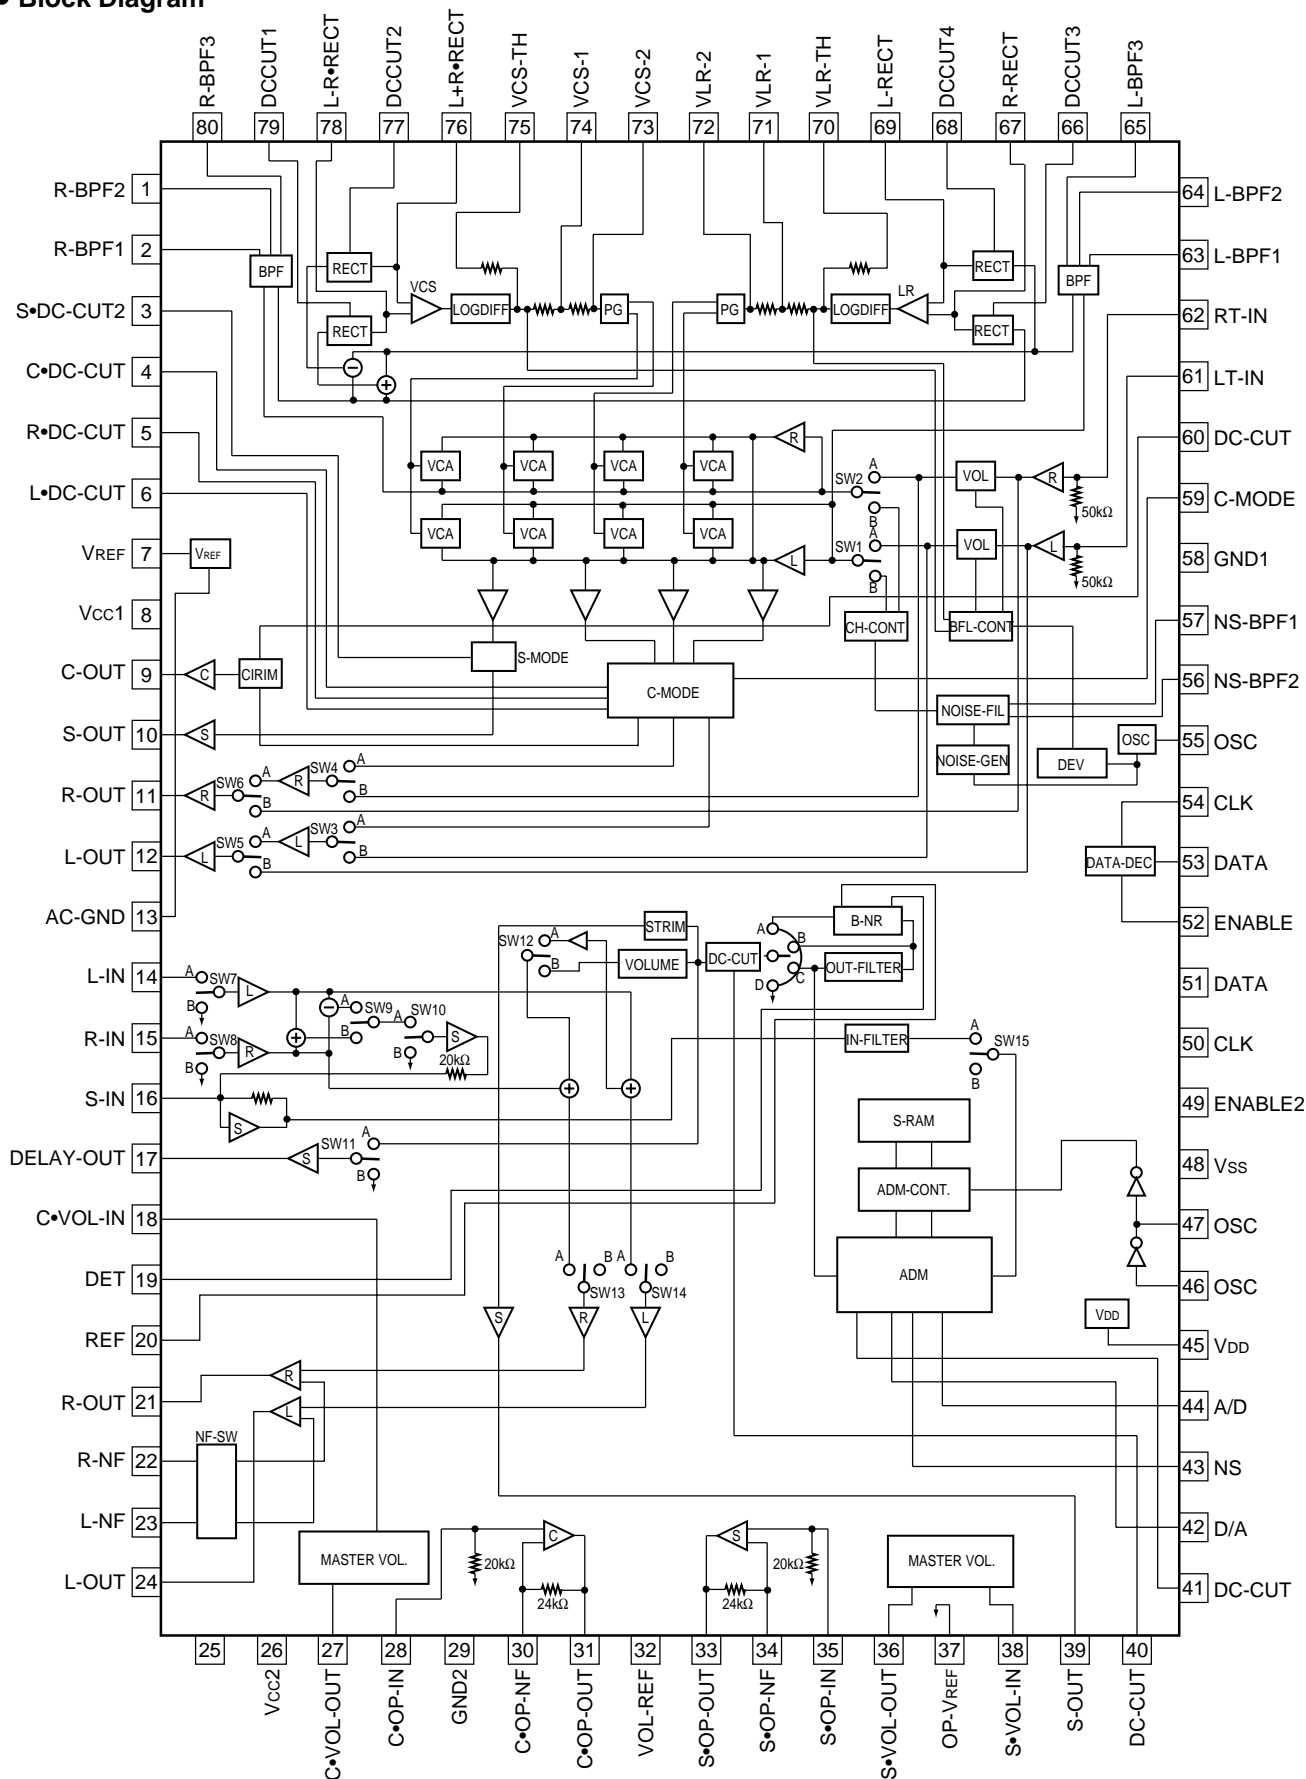 ● Block Diagram
R-BPF3 DCCUT1 L-R•RECT DCCUT2 L+R•RECT VCS-TH VCS-1 VCS-2 VLR-2 VLR-1 VLR-TH L-RECT DCCUT4 R-RECT DCCUT3 L-BPF3
80 79 78 77 76 75 74 73 72 71 70 69 68 67 66 65
R-BPF2 1
R-BPF1 2
S•DC-CUT2 3
C•DC-CUT 4
R•DC-CUT 5
L•DC-CUT 6
VREF 7
VCC1 8
C-OUT 9
S-OUT 10
R-OUT 11
L-OUT 12
AC-GND 13
L-IN 14
R-IN 15
S-IN 16
DELAY-OUT 17
C•VOL-IN 18
DET 19
REF 20
R-OUT 21
R-NF 22
L-NF 23
L-OUT 24
64 L-BPF2
63 L-BPF1
62 RT-IN
61 LT-IN
60 DC-CUT
59 C-MODE
58 GND1
57 NS-BPF1
56 NS-BPF2
55 OSC
54 CLK
53 DATA
52 ENABLE
51 DATA
50 CLK
49 ENABLE2
48 VSS
47 OSC
46 OSC
45 VDD
44 A/D
43 NS
42 D/A
41 DC-CUT
BPF RECT VCS LOGDIFF PG PG LOGDIFF LR RECT BPF
RECT RECT
− +
VCA VCA VCA VCA R SW2 A B VOL R 50kΩ
VCA VCA VCA VCA L SW1 A B VOL L 50kΩ
VREF
CH-CONT BFL-CONT
S-MODE
C CIRIM C-MODE
NOISE-FIL
S
NOISE-GEN DEV OSC
R SW6 A B R SW4 A B
L SW5 A B L SW3 A B
DATA-DEC
STRIM B-NR
SW12 A B VOLUME DC-CUT A B C D OUT-FILTER
A SW7 B L − A SW9 B A SW10 B S
A SW8 B R + 20kΩ
IN-FILTER A SW15 B
S + +
S-RAM
S SW11 A B
ADM-CONT.
ADM
A B A B
SW13 SW14
S R L
VDD
R
L
NF-SW
MASTER VOL. C 20kΩ 24kΩ S 20kΩ 24kΩ MASTER VOL.
25 26 27 28 29 30 31 32 33 34 35 36 37 38 39 40
VCC2 C•VOL-OUT C•OP-IN GND2 C•OP-NF C•OP-OUT VOL-REF S•OP-OUT S•OP-NF S•OP-IN S•VOL-OUT OP-VREF S•VOL-IN S-OUT DC-CUT